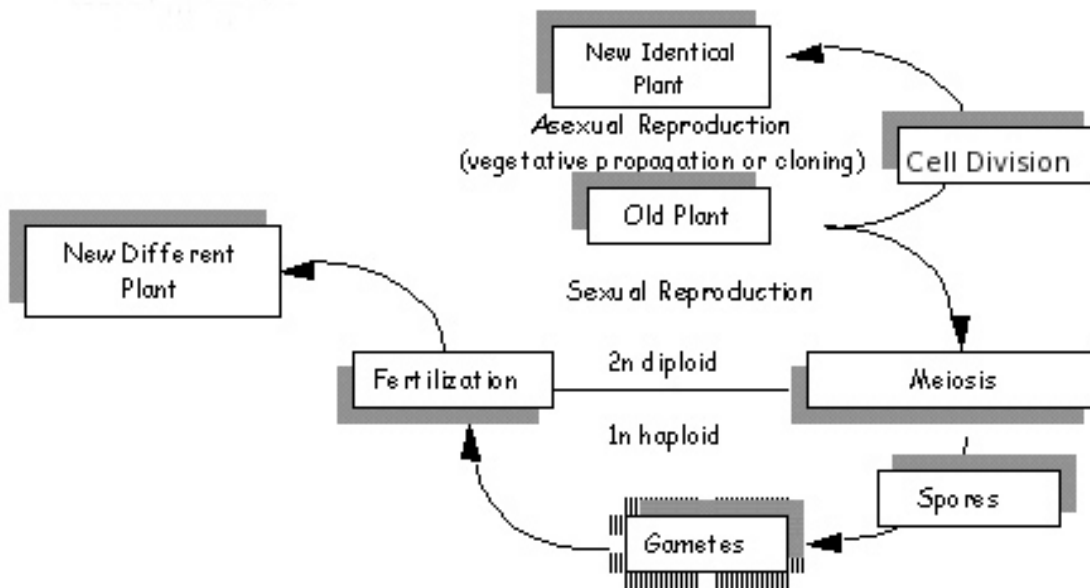 New Identical
Plant
Asexual Reproduction
(vegetative propagation or cloning)
Cell Division
Old Plant
New Different
Plant
Sexual Reproduction
Fertilization
2n diploid
Meiosis
1n haploid
Spores
Gametes